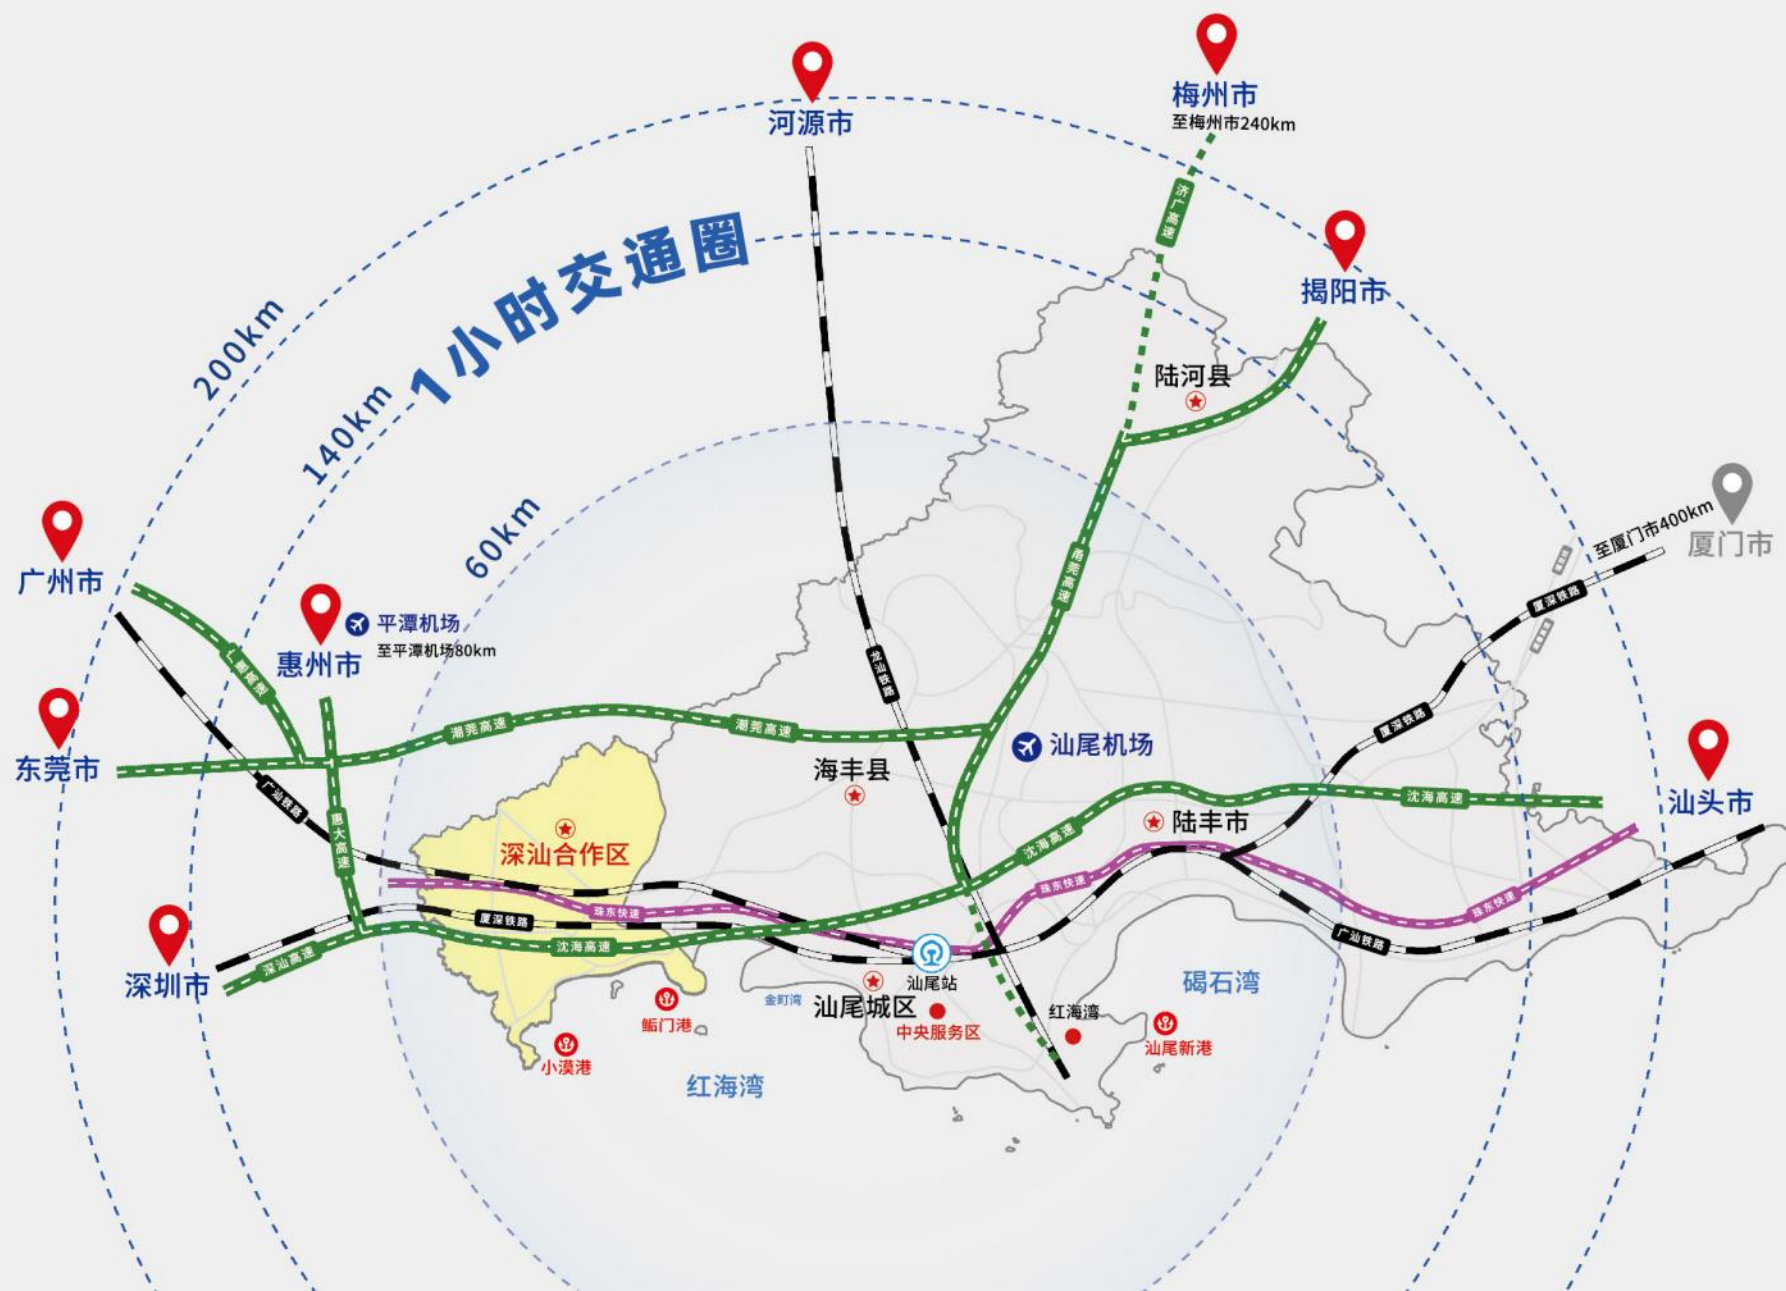 梅州市
至梅州市240km
河源市
济广高速
1小时交通圈
揭阳市
200km
140km
陆河县
60km
至厦门市400km
厦门市
广州市
甬莞高速
厦深铁路
平潭机场
至平潭机场80km
惠州市
广惠高速
龙汕铁路
潮莞高速
潮莞高速
厦深铁路
汕尾机场
东莞市
海丰县
广汕铁路
沈海高速
汕头市
惠大高速
陆丰市
沈海高速
深汕合作区
珠东快速
珠东快速
珠东快速
厦深铁路
沈海高速
广汕铁路
深汕高速
深圳市
汕尾站
碣石湾
金町湾
汕尾城区
红海湾
鲘门港
中央服务区
汕尾新港
小漠港
红海湾